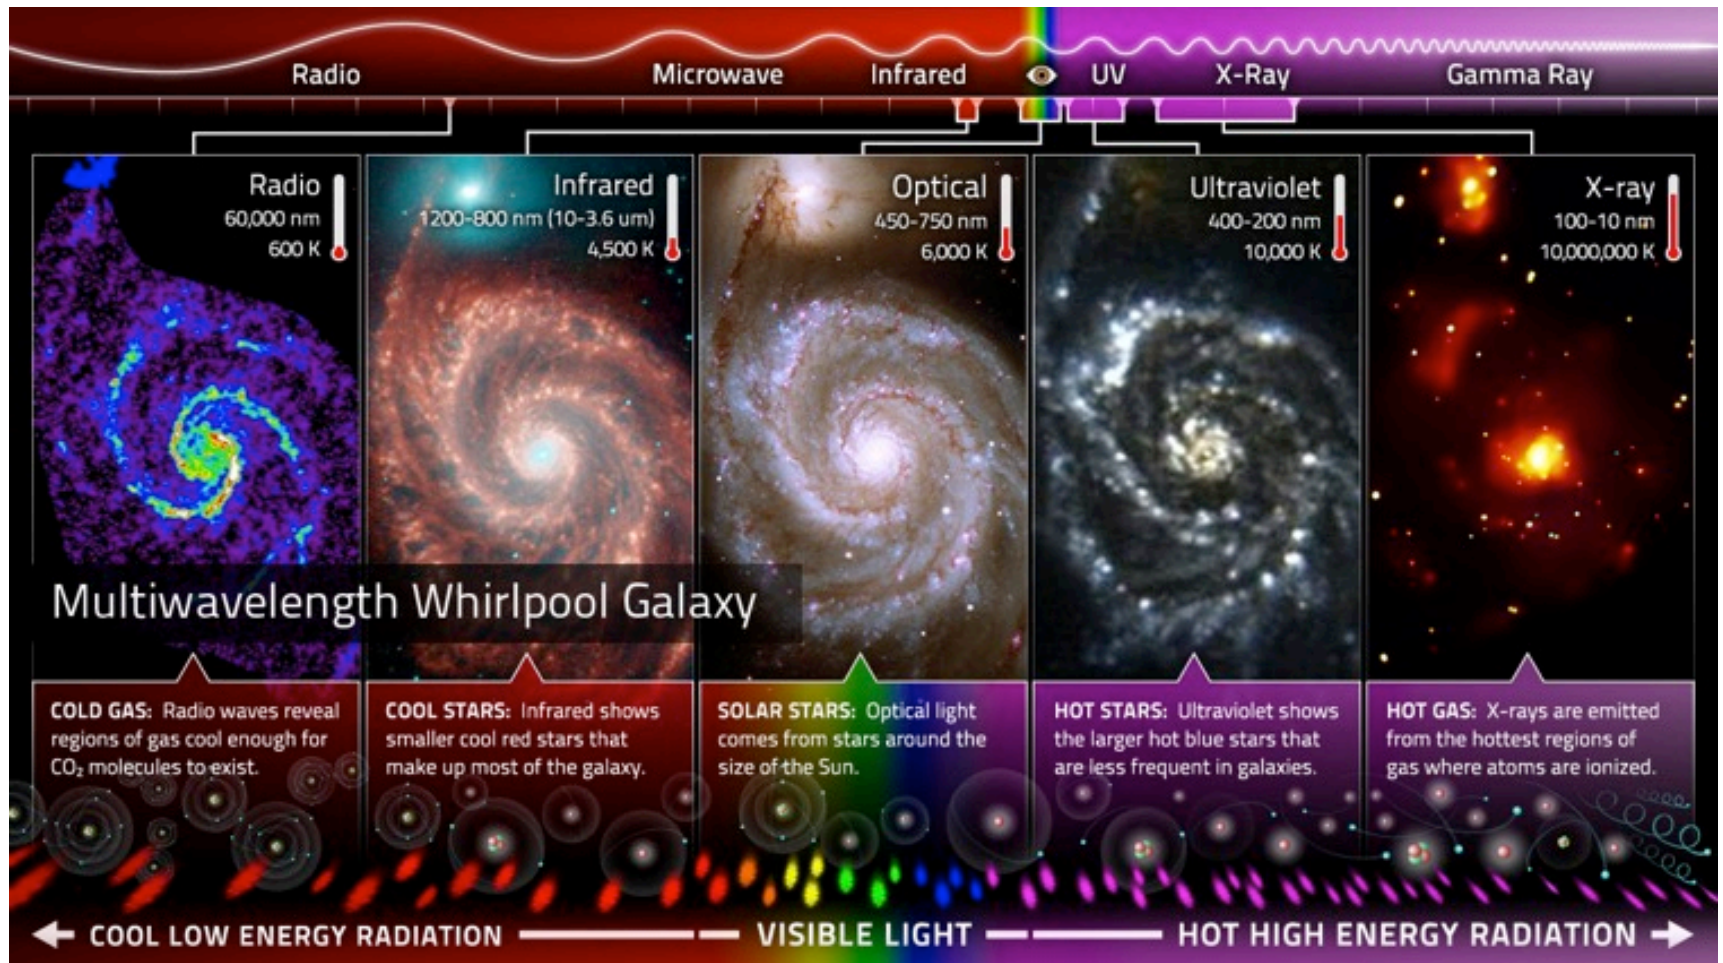 Radio
Microwave
Infrared
UV
X-Ray
Gamma Ray
Radio
60,000 nm
600 K
Infrared
1200-800 nm (10-3.6 um)
4,500 K
Optical
450-750 nm
6,000 K
Ultraviolet
400-200 nm
10,000 K
X-ray
100-10 nm
10,000,000 K
Multiwavelength Whirlpool Galaxy
COLD GAS: Radio waves reveal
regions of gas cool enough for
CO₂ molecules to exist.
COOL STARS: Infrared shows
smaller cool red stars that
make up most of the galaxy.
SOLAR STARS: Optical light
comes from stars around the
size of the Sun.
HOT STARS: Ultraviolet shows
the larger hot blue stars that
are less frequent in galaxies.
HOT GAS: X-rays are emitted
from the hottest regions of
gas where atoms are ionized.
COOL LOW ENERGY RADIATION
VISIBLE LIGHT
HOT HIGH ENERGY RADIATION